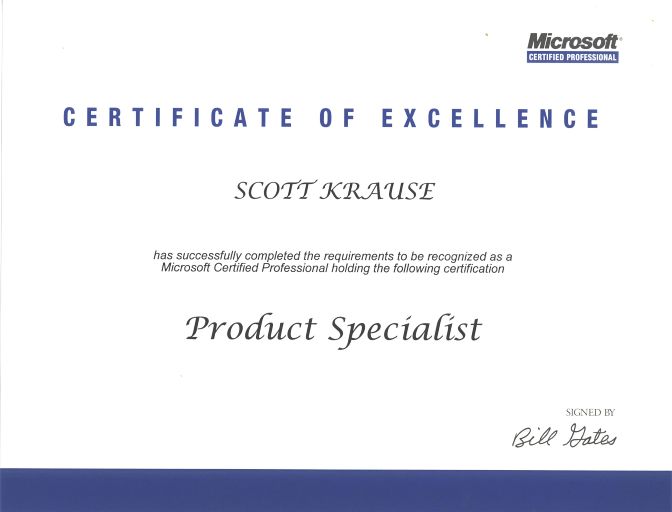 Microsoft®
CERTIFIED PROFESSIONAL
CERTIFICATE OF EXCELLENCE
SCOTT KRAUSE
has successfully completed the requirements to be recognized as a
Microsoft Certified Professional holding the following certification
Product Specialist
SIGNED BY
Bill Gates